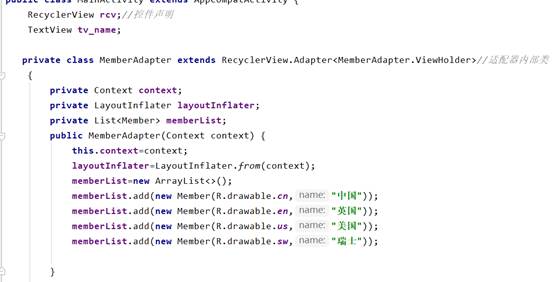 public class MainActivity extends AppCompatActivity {
RecyclerView rcv;//控件声明
TextView tv_name;
private class MemberAdapter extends RecyclerView.Adapter<MemberAdapter.ViewHolder>//适配器内部类
{
private Context context;
private LayoutInflater layoutInflater;
private List<Member> memberList;
public MemberAdapter(Context context) {
this.context=context;
layoutInflater=LayoutInflater.from(context);
memberList=new ArrayList<>();
memberList.add(new Member(R.drawable.cn, name: "中国"));
memberList.add(new Member(R.drawable.en, name: "英国"));
memberList.add(new Member(R.drawable.us, name: "美国"));
memberList.add(new Member(R.drawable.sw, name: "瑞士"));
}